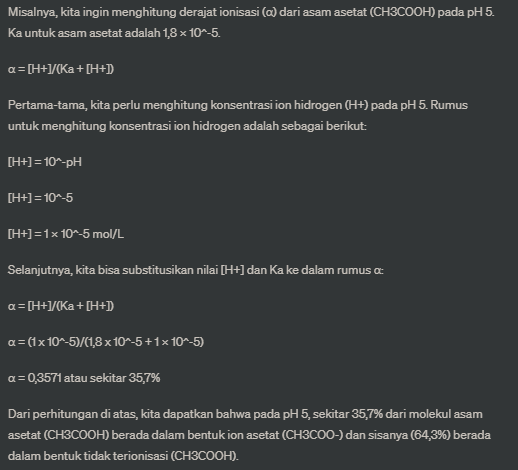 Misalnya, kita ingin menghitung derajat ionisasi (α) dari asam asetat (CH3COOH) pada pH 5.
Ka untuk asam asetat adalah 1,8 × 10^-5.
α = [H+]/(Ka + [H+])
Pertama-tama, kita perlu menghitung konsentrasi ion hidrogen (H+) pada pH 5. Rumus
untuk menghitung konsentrasi ion hidrogen adalah sebagai berikut:
[H+] = 10^-pH
[H+] = 10^-5
[H+] = 1 × 10^-5 mol/L
Selanjutnya, kita bisa substitusikan nilai [H+] dan Ka ke dalam rumus α:
α = [H+]/(Ka + [H+])
α = (1 x 10^-5)/(1,8 x 10^-5 + 1 × 10^-5)
α = 0,3571 atau sekitar 35,7%
Dari perhitungan di atas, kita dapatkan bahwa pada pH 5, sekitar 35,7% dari molekul asam
asetat (CH3COOH) berada dalam bentuk ion asetat (CH3COO-) dan sisanya (64,3%) berada
dalam bentuk tidak terionisasi (CH3COOH).